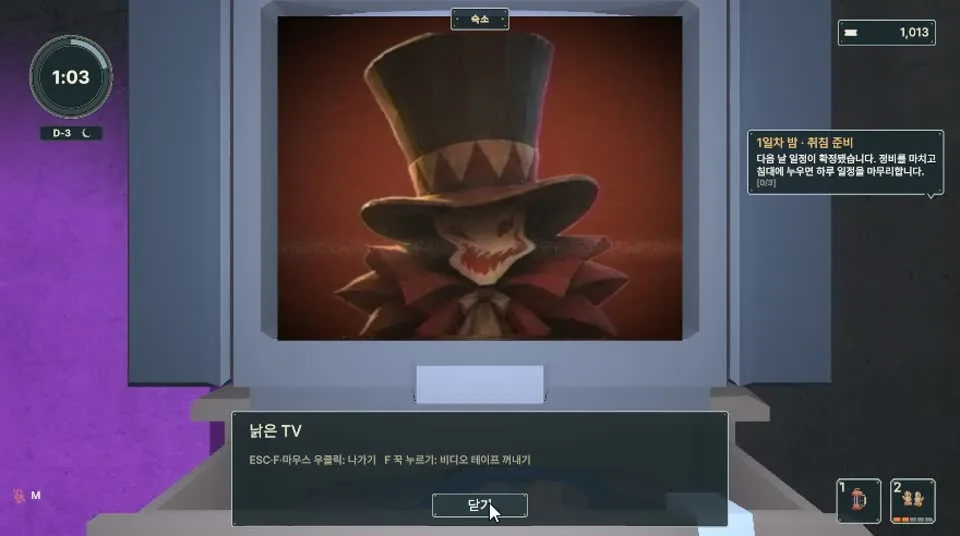 숙소
1:03
D-3
1,013
1일차 밤 · 취침 준비
다음 날 일정이 확정됐습니다. 정비를 마치고
침대에 누우면 하루 일정을 마무리합니다.
[0/3]
낡은 TV
ESC·F·마우스 우클릭: 나가기 F 꾹 누르기: 비디오 테이프 꺼내기
닫기
M
1
2